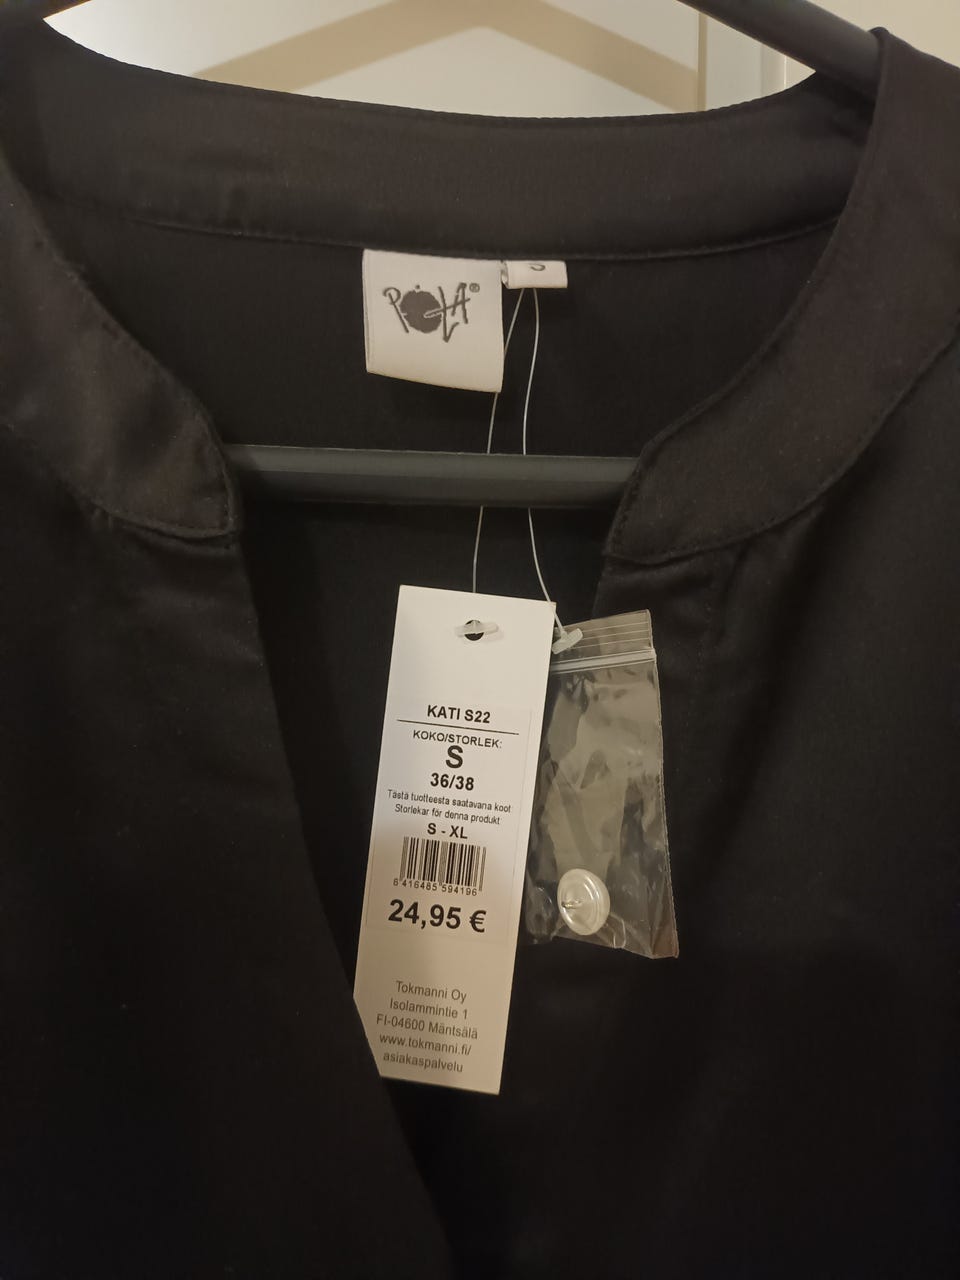 POLA®
S
KATI S22
KOKO/STORLEK:
S
36/38
Tästä tuotteesta saatavana koot
Storlekar för denna produkt
S - XL
6 416485 594196
24,95 €
Tokmanni Oy
Isolammintie 1
FI-04600 Mäntsälä
www.tokmanni.fi/
asiakaspalvelu